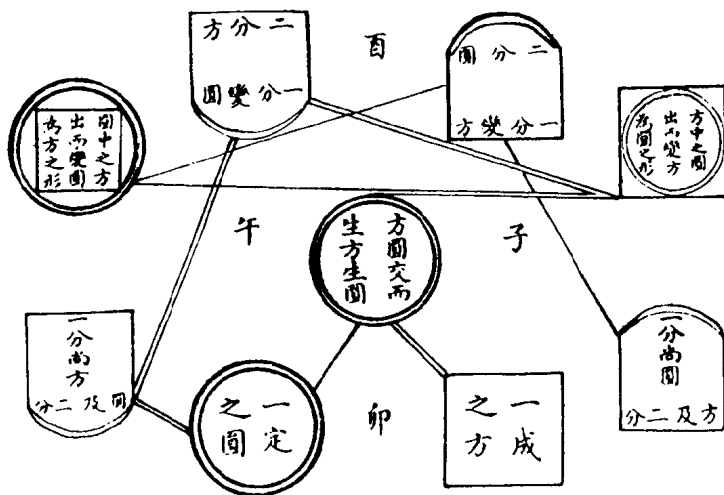 二分圓
一分變方
酉
二分方
一分變圓
方中之圓
出而變方
為圓之形
圓中之方
出而變圓
為方之形
子
方圓交而
生方生圓
午
一分尚圓
方及二分
一成
之方
卯
一定
之圓
一分尚方
圓及二分